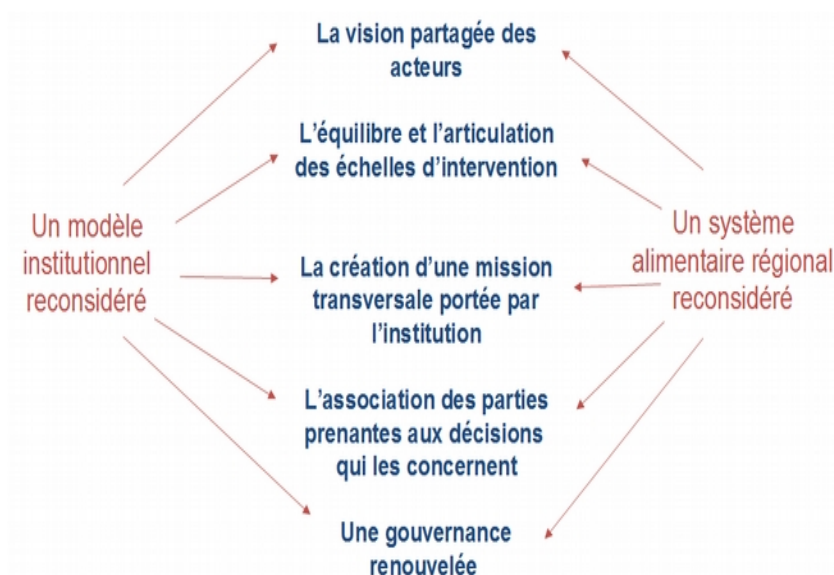 La vision partagée des
acteurs
L'équilibre et l'articulation
des échelles d'intervention
Un modèle
institutionnel
reconsidéré
Un système
alimentaire régional
reconsidéré
La création d'une mission
transversale portée par
l'institution
L'association des parties
prenantes aux décisions
qui les concernent
Une gouvernance
renouvelée